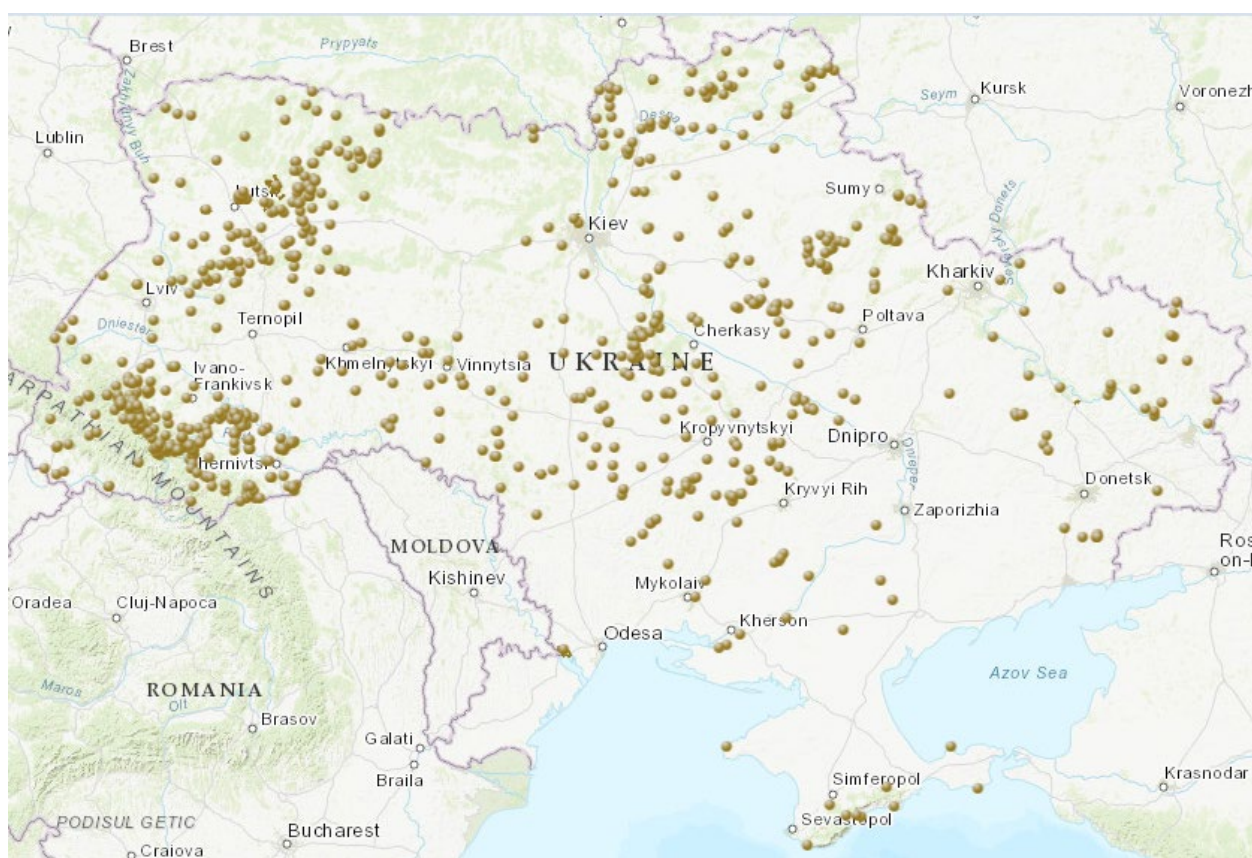 Brest
Prypyats
Zakhidnyy Buh
Kursk
Voronezh
Seym
Desna
Lublin
Lutsk
Sumy
Kiev
Seversky Donets
Kharkiv
Lviv
Dniester
Ternopil
Cherkasy
Poltava
Khmelnytskyi
Vinnytsia
UKRAINE
Ivano-
Frankivsk
ARPATHIAN MOUNTAINS
Kropyvnytskyi
Dnipro
Dnieper
hernivtsi
Donetsk
Kryvyi Rih
Zaporizhia
MOLDOVA
Kishinev
Ros
on-
Mykolaiv
Oradea
Cluj-Napoca
Kherson
Odesa
Azov Sea
Maros
ROMANIA
Olt
Brasov
Galati
Braila
Simferopol
Krasnodar
PODISUL GETIC
Bucharest
Sevastopol
Craiova